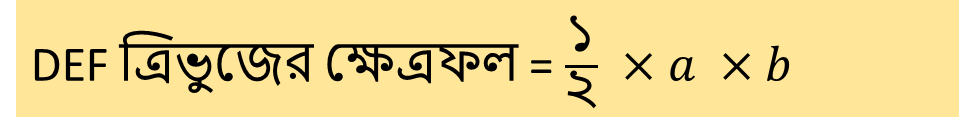 DEF ত্রিভুজের ক্ষেত্রফল = ১/২ × a × b